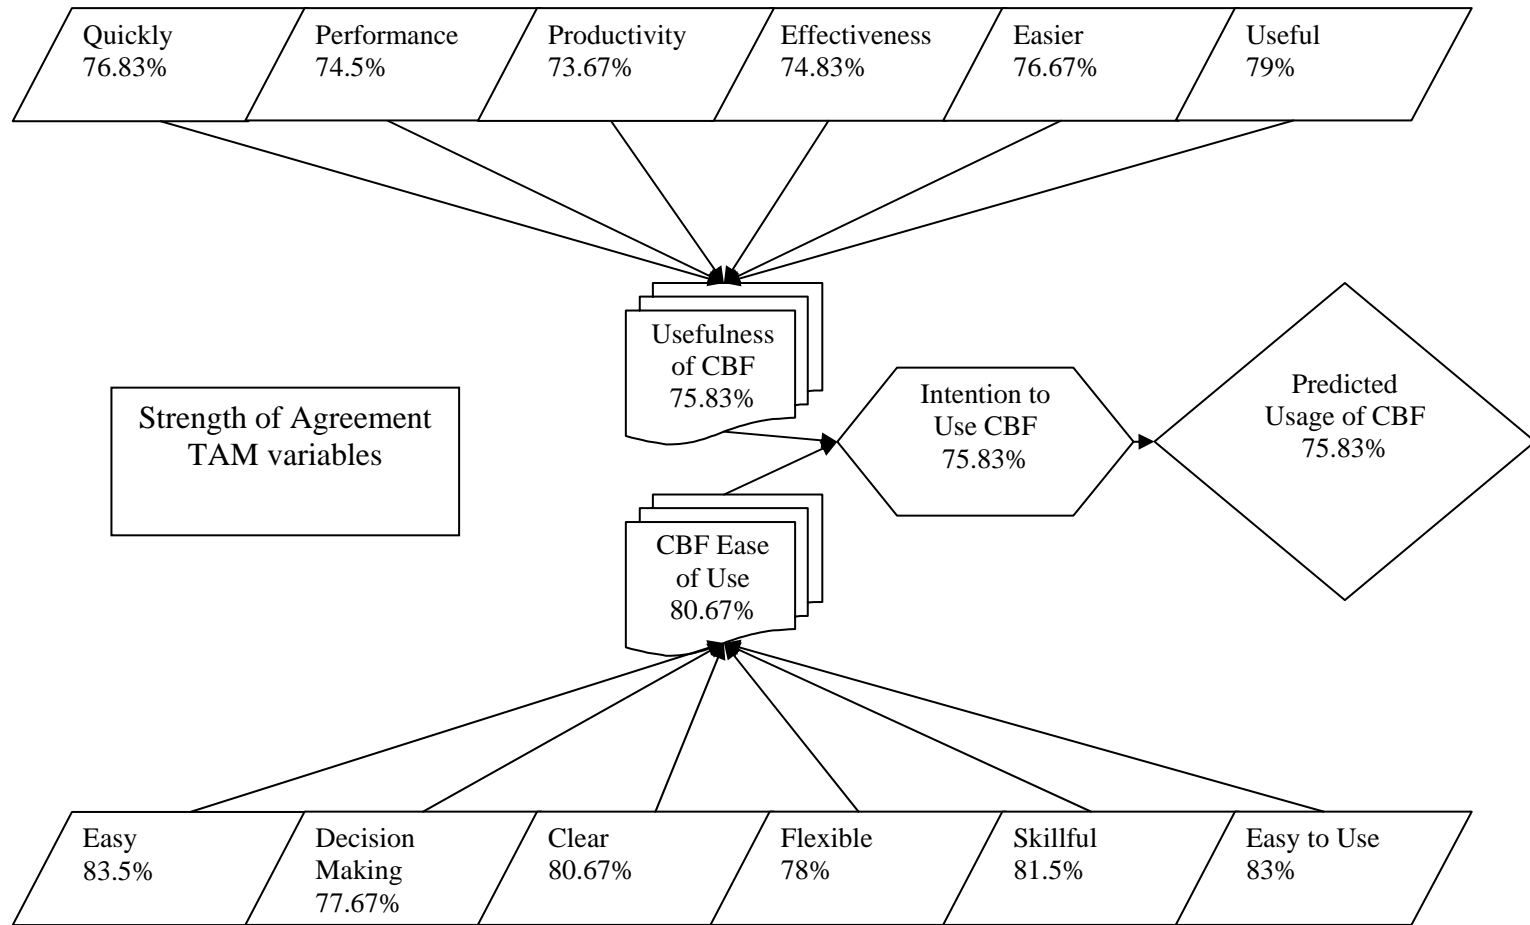 Quickly
76.83%
Performance
74.5%
Productivity
73.67%
Effectiveness
74.83%
Easier
76.67%
Useful
79%
Usefulness
of CBF
75.83%
Strength of Agreement
TAM variables
Intention to
Use CBF
75.83%
Predicted
Usage of CBF
75.83%
CBF Ease
of Use
80.67%
Easy
83.5%
Decision
Making
77.67%
Clear
80.67%
Flexible
78%
Skillful
81.5%
Easy to Use
83%